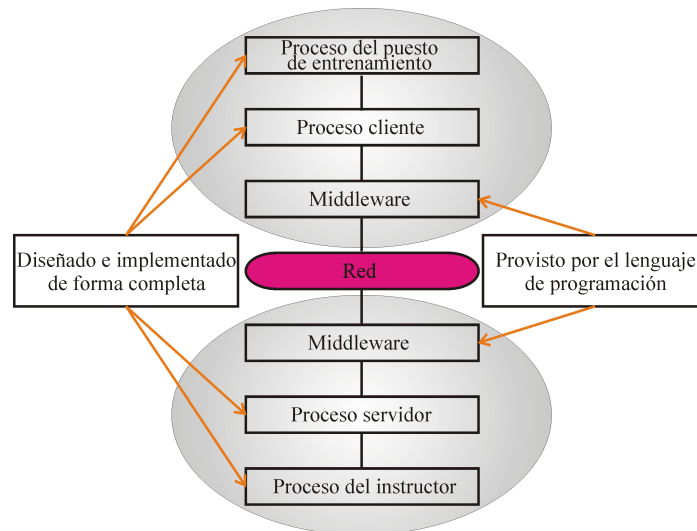 Proceso del puesto
de entrenamiento
Proceso cliente
Middleware
Diseñado e implementado
de forma completa
Red
Provisto por el lenguaje
de programación
Middleware
Proceso servidor
Proceso del instructor